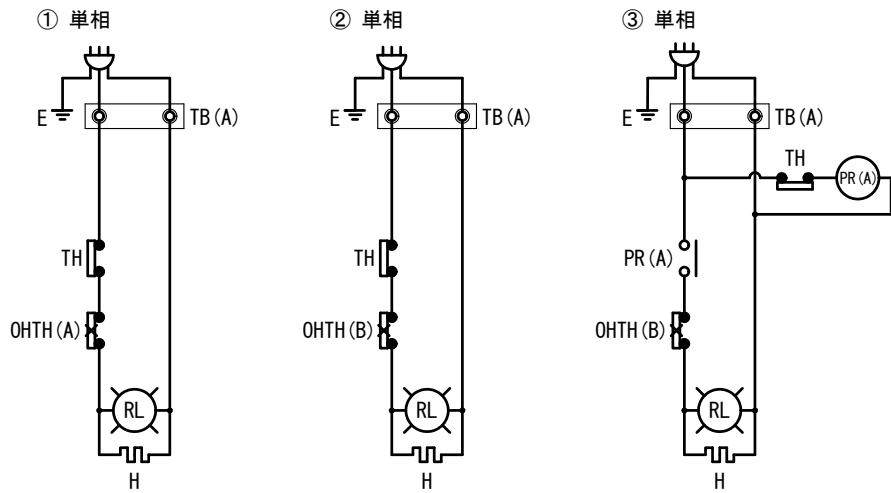 ① 単相
② 単相
③ 単相
E
TB(A)
E
TB(A)
E
TB(A)
TH
PR(A)
TH
TH
PR(A)
OHTH(A)
OHTH(B)
OHTH(B)
RL
RL
RL
H
H
H